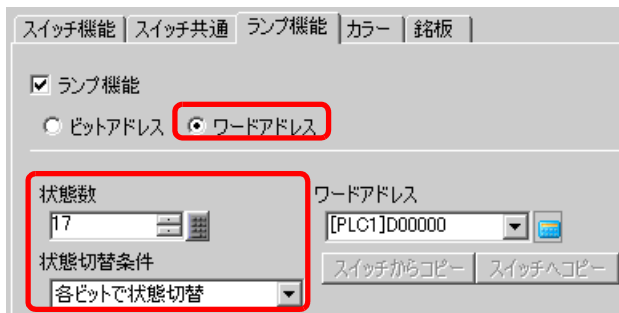 スイッチ機能 スイッチ共通 ランプ機能 カラー 銘板
ランプ機能
ビットアドレス ワードアドレス
状態数 ワードアドレス
17 [PLC1]D00000
状態切替条件 スイッチからコピー スイッチへコピー
各ビットで状態切替